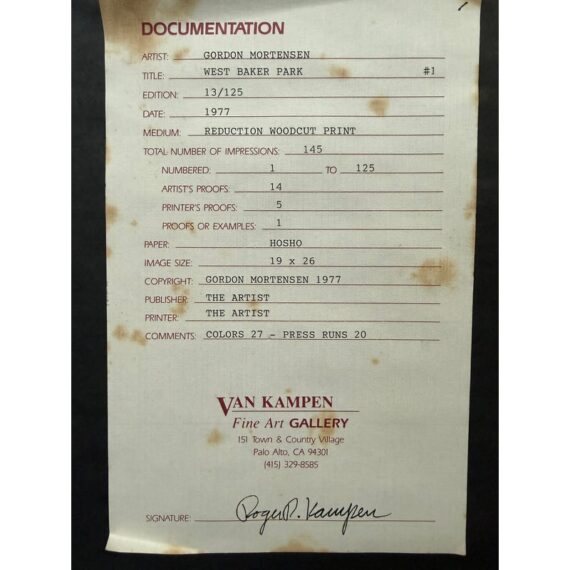 DOCUMENTATION
ARTIST: GORDON MORTENSEN
TITLE: WEST BAKER PARK #1
EDITION: 13/125
DATE: 1977
MEDIUM: REDUCTION WOODCUT PRINT
TOTAL NUMBER OF IMPRESSIONS: 145
NUMBERED: 1 TO 125
ARTIST'S PROOFS: 14
PRINTER'S PROOFS: 5
PROOFS OR EXAMPLES: 1
PAPER: HOSHO
IMAGE SIZE: 19 x 26
COPYRIGHT: GORDON MORTENSEN 1977
PUBLISHER: THE ARTIST
PRINTER: THE ARTIST
COMMENTS: COLORS 27 - PRESS RUNS 20
VAN KAMPEN
Fine Art GALLERY
151 Town & Country Village
Palo Alto, CA 94301
(415) 329-8585
SIGNATURE: Roger D. Kampen